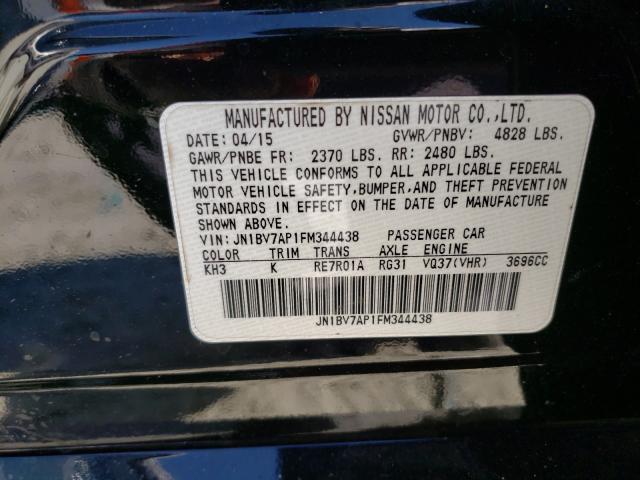 MANUFACTURED BY NISSAN MOTOR CO.,LTD.
DATE: 04/15 GVWR/PNBV: 4828 LBS.
GAWR/PNBE FR: 2370 LBS. RR: 2480 LBS.
THIS VEHICLE CONFORMS TO ALL APPLICABLE FEDERAL
MOTOR VEHICLE SAFETY,BUMPER,AND THEFT PREVENTION
STANDARDS IN EFFECT ON THE DATE OF MANUFACTURE
SHOWN ABOVE.
VIN: JN1BV7AP1FM344438 PASSENGER CAR
COLOR TRIM TRANS AXLE ENGINE
KH3 K RE7R01A RG31 VQ37(VHR) 3696CC
JN1BV7AP1FM344438